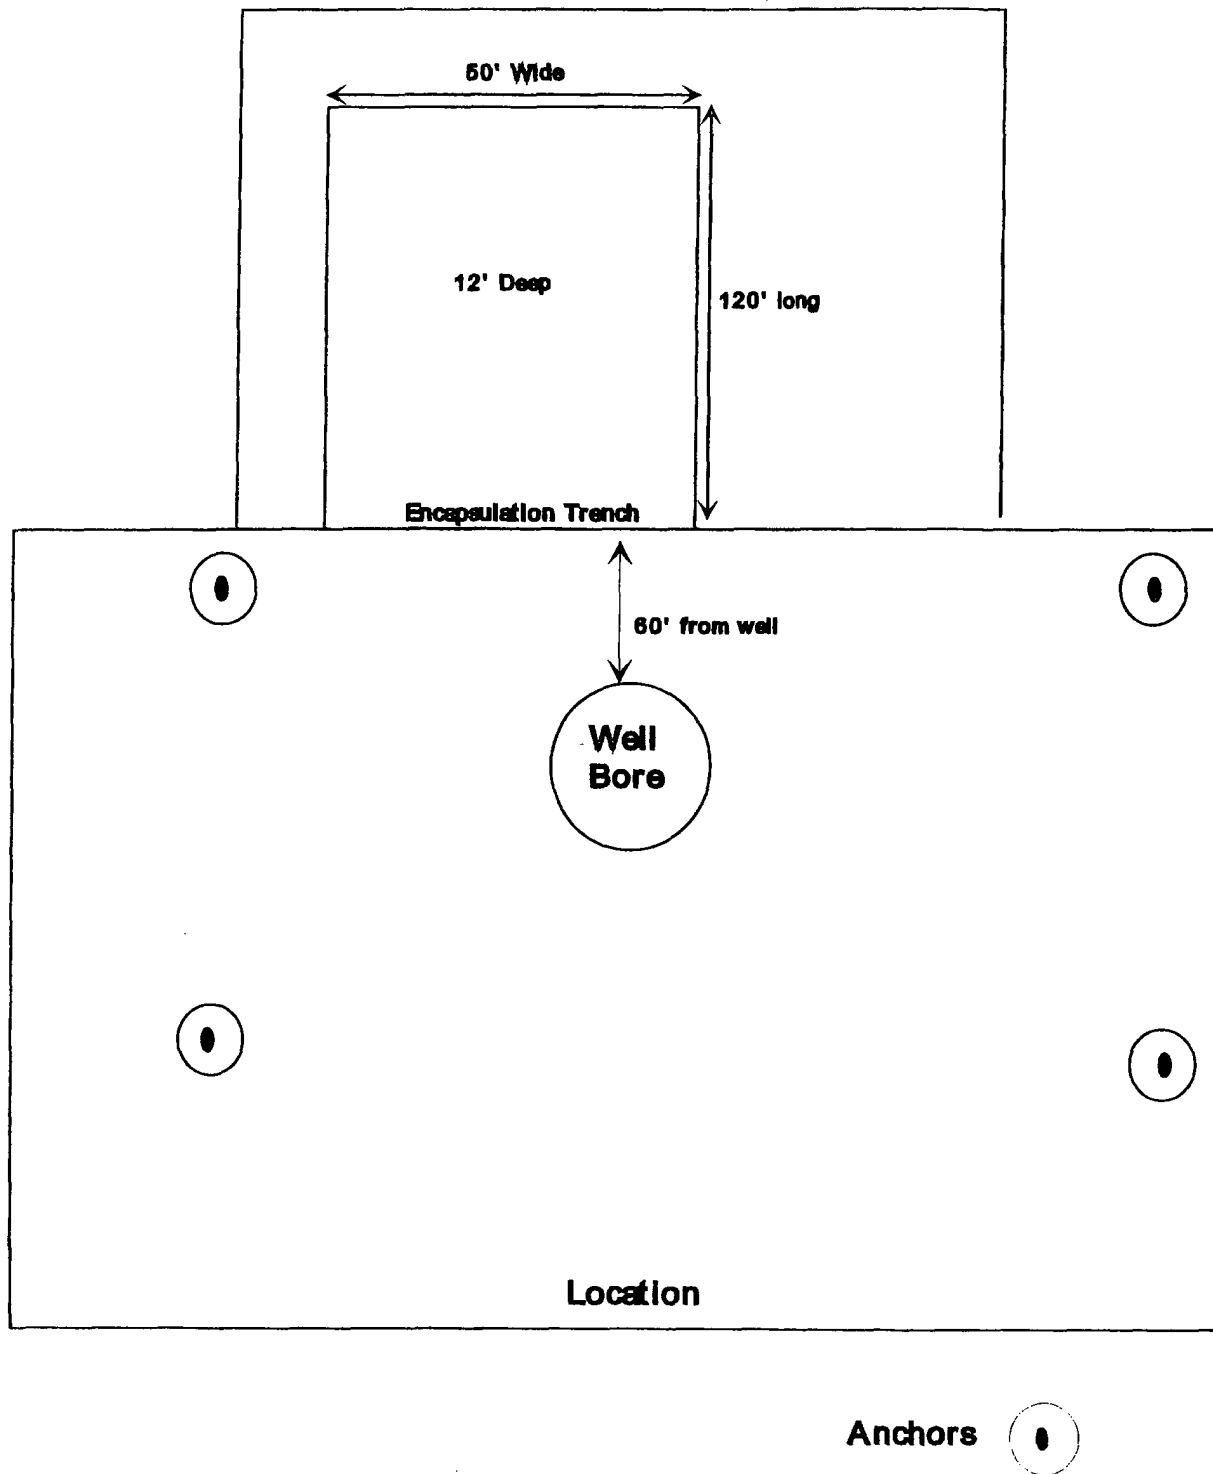 50' Wide
12' Deep
120' long
Encapsulation Trench
60' from well
Well
Bore
Location
Anchors